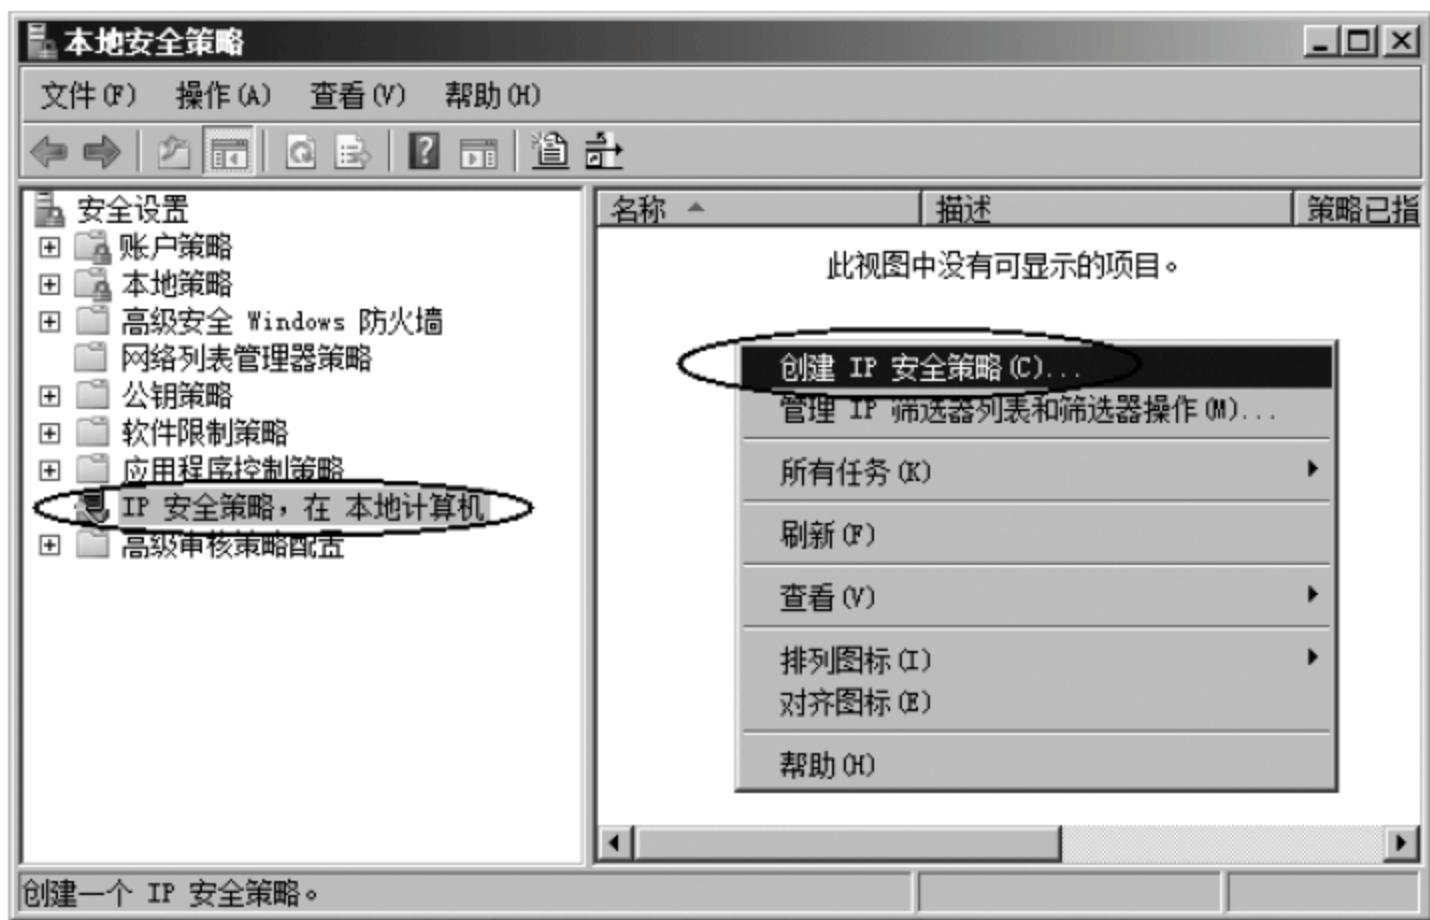 本地安全策略
文件(F) 操作(A) 查看(V) 帮助(H)
安全设置
账户策略
本地策略
高级安全 Windows 防火墙
网络列表管理器策略
公钥策略
软件限制策略
应用程序控制策略
IP 安全策略，在 本地计算机
高级审核策略配置
名称 描述 策略已指
此视图中没有可显示的项目。
创建 IP 安全策略(C)...
管理 IP 筛选器列表和筛选器操作(M)...
所有任务(K)
刷新(F)
查看(V)
排列图标(I)
对齐图标(E)
帮助(H)
创建一个 IP 安全策略。